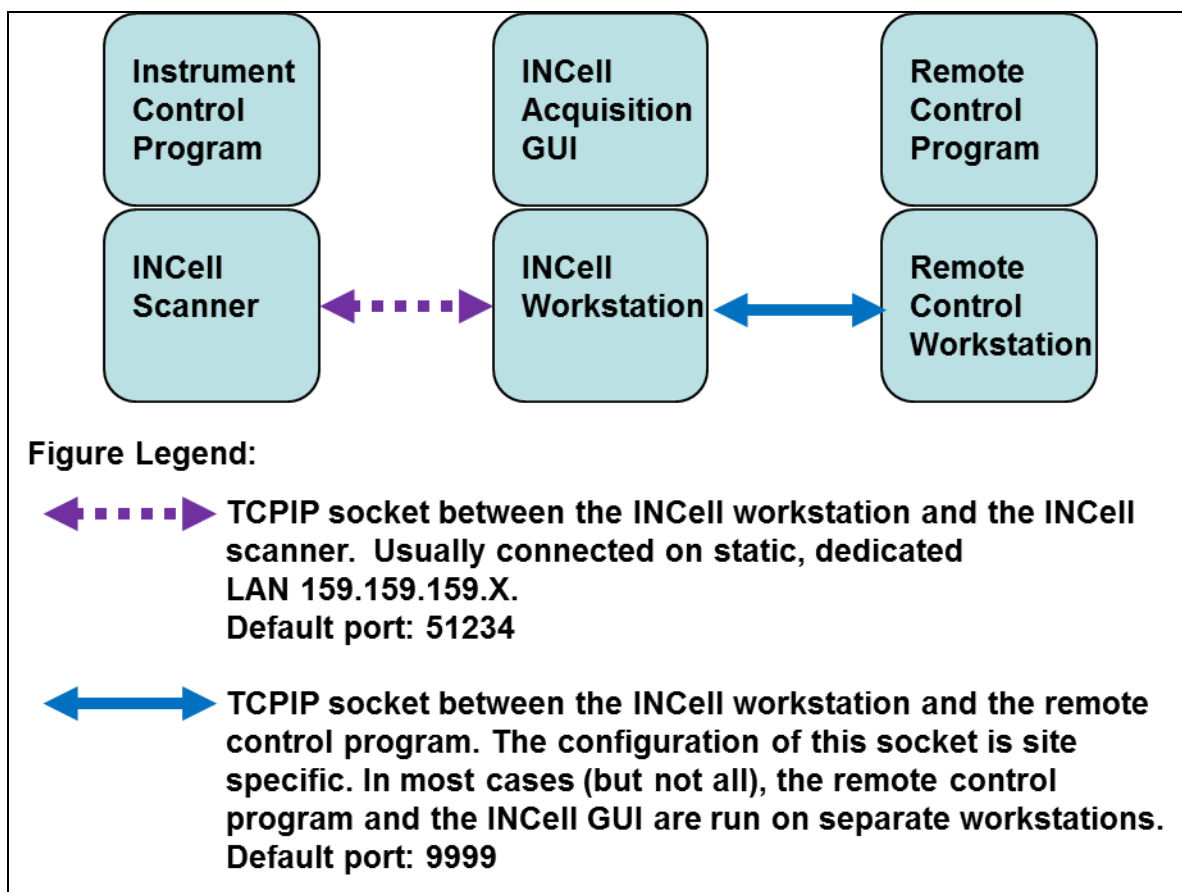 Instrument
Control
Program
INCell
Acquisition
GUI
Remote
Control
Program
INCell
Scanner
INCell
Workstation
Remote
Control
Workstation
Figure Legend:
TCPIP socket between the INCell workstation and the INCell
scanner.  Usually connected on static, dedicated
LAN 159.159.159.X.
Default port: 51234
TCPIP socket between the INCell workstation and the remote
control program. The configuration of this socket is site
specific. In most cases (but not all), the remote control
program and the INCell GUI are run on separate workstations.
Default port: 9999